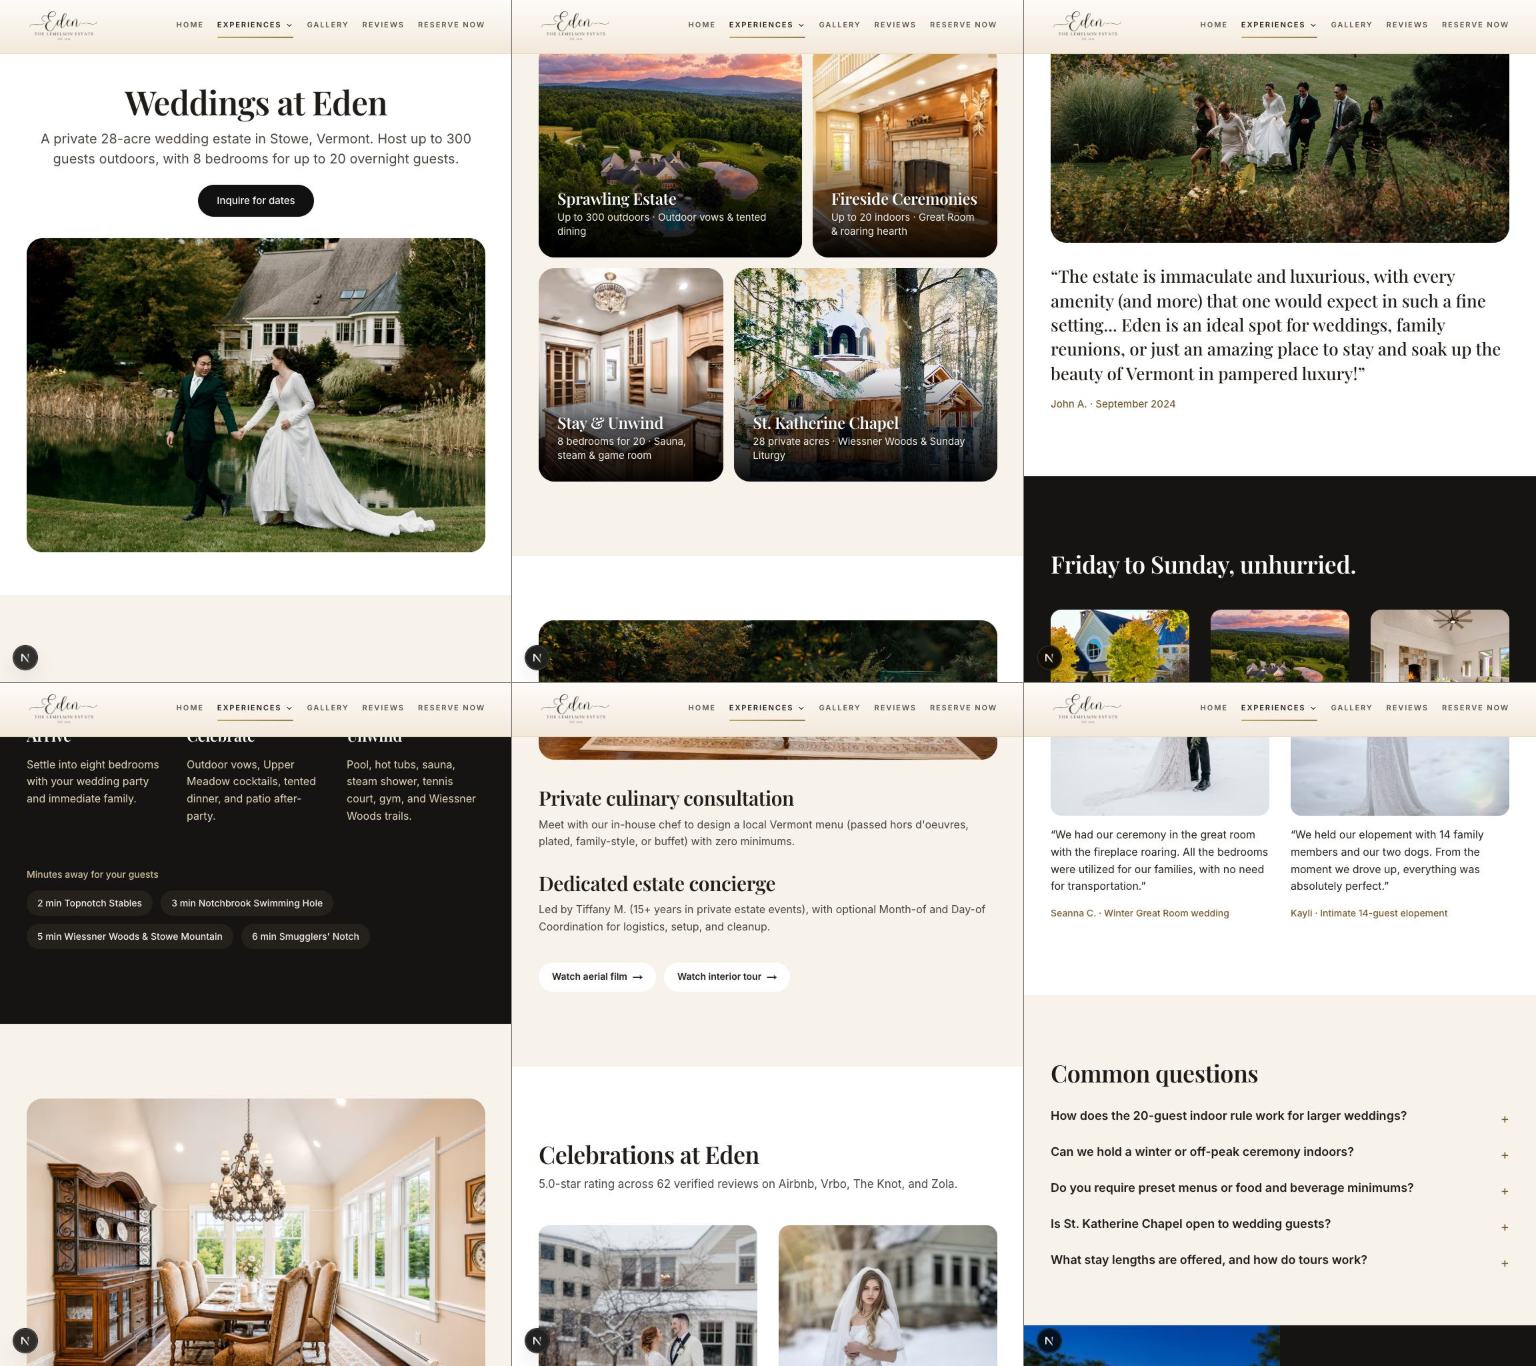 Eden
THE LEMELSON ESTATE
HOME EXPERIENCES GALLERY REVIEWS RESERVE NOW
Weddings at Eden
A private 28-acre wedding estate in Stowe, Vermont. Host up to 300
guests outdoors, with 8 bedrooms for up to 20 overnight guests.
Inquire for dates
N
Eden
THE LEMELSON ESTATE
HOME EXPERIENCES GALLERY REVIEWS RESERVE NOW
Sprawling Estate
Up to 300 outdoors · Outdoor vows & tented
dining
Fireside Ceremonies
Up to 20 indoors · Great Room
& roaring hearth
Stay & Unwind
8 bedrooms for 20 · Sauna,
steam & game room
St. Katherine Chapel
28 private acres · Wiessner Woods & Sunday
Liturgy
N
Eden
THE LEMELSON ESTATE
HOME EXPERIENCES GALLERY REVIEWS RESERVE NOW
“The estate is immaculate and luxurious, with every
amenity (and more) that one would expect in such a fine
setting... Eden is an ideal spot for weddings, family
reunions, or just an amazing place to stay and soak up the
beauty of Vermont in pampered luxury!”
John A. · September 2024
Friday to Sunday, unhurried.
N
Eden
THE LEMELSON ESTATE
HOME EXPERIENCES GALLERY REVIEWS RESERVE NOW
Arrive
Settle into eight bedrooms
with your wedding party
and immediate family.
Celebrate
Outdoor vows, Upper
Meadow cocktails, tented
dinner, and patio after-
party.
Unwind
Pool, hot tubs, sauna,
steam shower, tennis
court, gym, and Wiessner
Woods trails.
Minutes away for your guests
2 min Topnotch Stables
3 min Notchbrook Swimming Hole
5 min Wiessner Woods & Stowe Mountain
6 min Smugglers' Notch
N
Eden
THE LEMELSON ESTATE
HOME EXPERIENCES GALLERY REVIEWS RESERVE NOW
Private culinary consultation
Meet with our in-house chef to design a local Vermont menu (passed hors d'oeuvres,
plated, family-style, or buffet) with zero minimums.
Dedicated estate concierge
Led by Tiffany M. (15+ years in private estate events), with optional Month-of and Day-of
Coordination for logistics, setup, and cleanup.
Watch aerial film →
Watch interior tour →
Celebrations at Eden
5.0-star rating across 62 verified reviews on Airbnb, Vrbo, The Knot, and Zola.
N
Eden
THE LEMELSON ESTATE
HOME EXPERIENCES GALLERY REVIEWS RESERVE NOW
“We had our ceremony in the great room
with the fireplace roaring. All the bedrooms
were utilized for our families, with no need
for transportation.”
Seanna C. · Winter Great Room wedding
“We held our elopement with 14 family
members and our two dogs. From the
moment we drove up, everything was
absolutely perfect.”
Kayli · Intimate 14-guest elopement
Common questions
How does the 20-guest indoor rule work for larger weddings? +
Can we hold a winter or off-peak ceremony indoors? +
Do you require preset menus or food and beverage minimums? +
Is St. Katherine Chapel open to wedding guests? +
What stay lengths are offered, and how do tours work? +
N